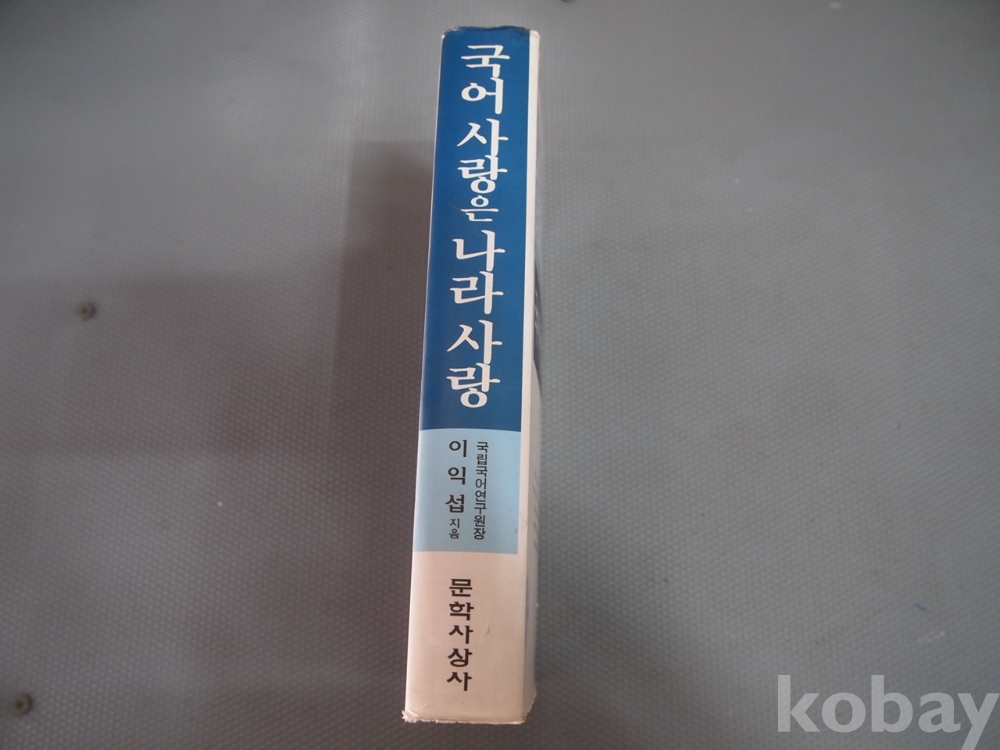 국어 사랑은 나라 사랑
국립국어연구원장
이익섭 지음
문학사상사
kobay